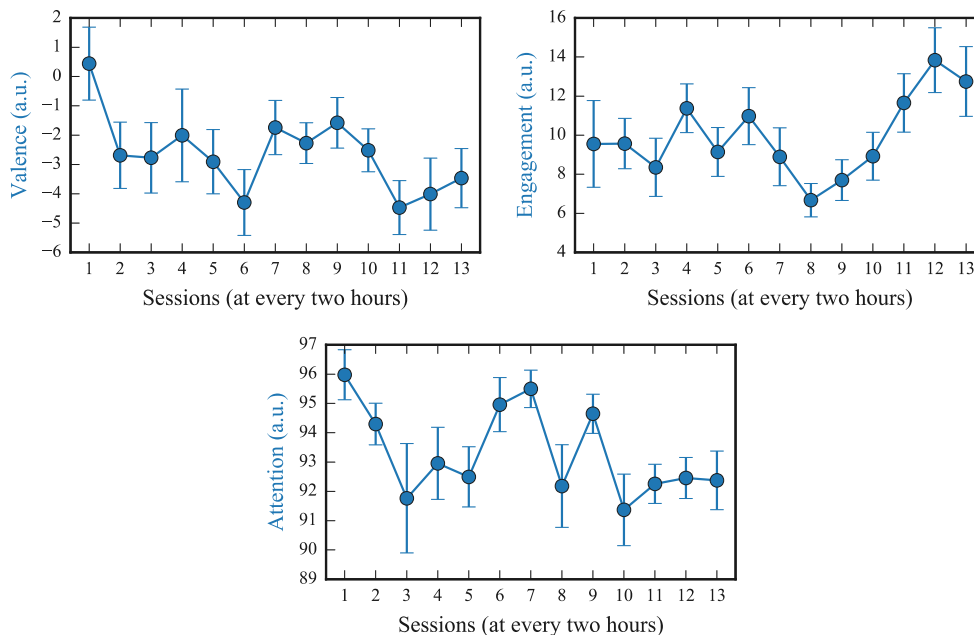 Valence (a.u.)
2
1
0
−1
−2
−3
−4
−5
−6
1 2 3 4 5 6 7 8 9 10 11 12 13
Sessions (at every two hours)
Engagement (a.u.)
16
14
12
10
8
6
4
1 2 3 4 5 6 7 8 9 10 11 12 13
Sessions (at every two hours)
Attention (a.u.)
97
96
95
94
93
92
91
90
89
1 2 3 4 5 6 7 8 9 10 11 12 13
Sessions (at every two hours)